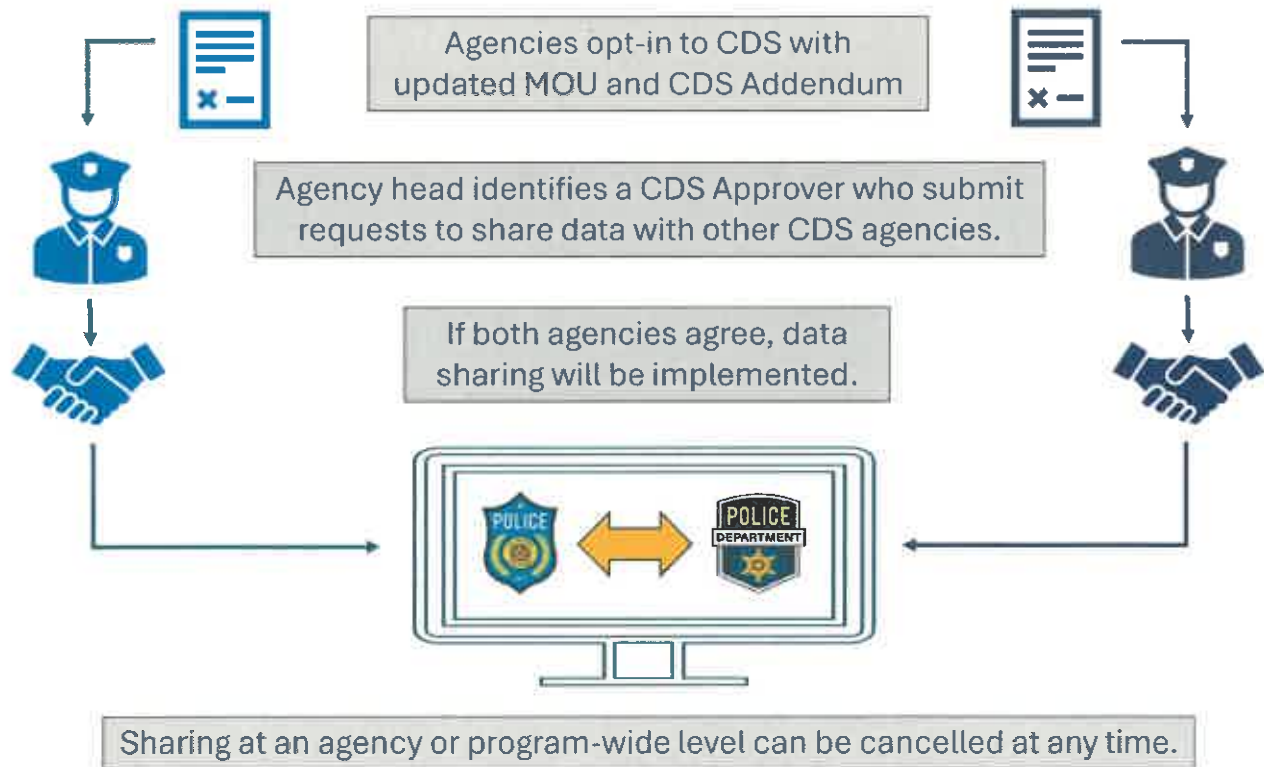 Agencies opt-in to CDS with
updated MOU and CDS Addendum
Agency head identifies a CDS Approver who submit
requests to share data with other CDS agencies.
If both agencies agree, data
sharing will be implemented.
POLICE
POLICE
DEPARTMENT
Sharing at an agency or program-wide level can be cancelled at any time.